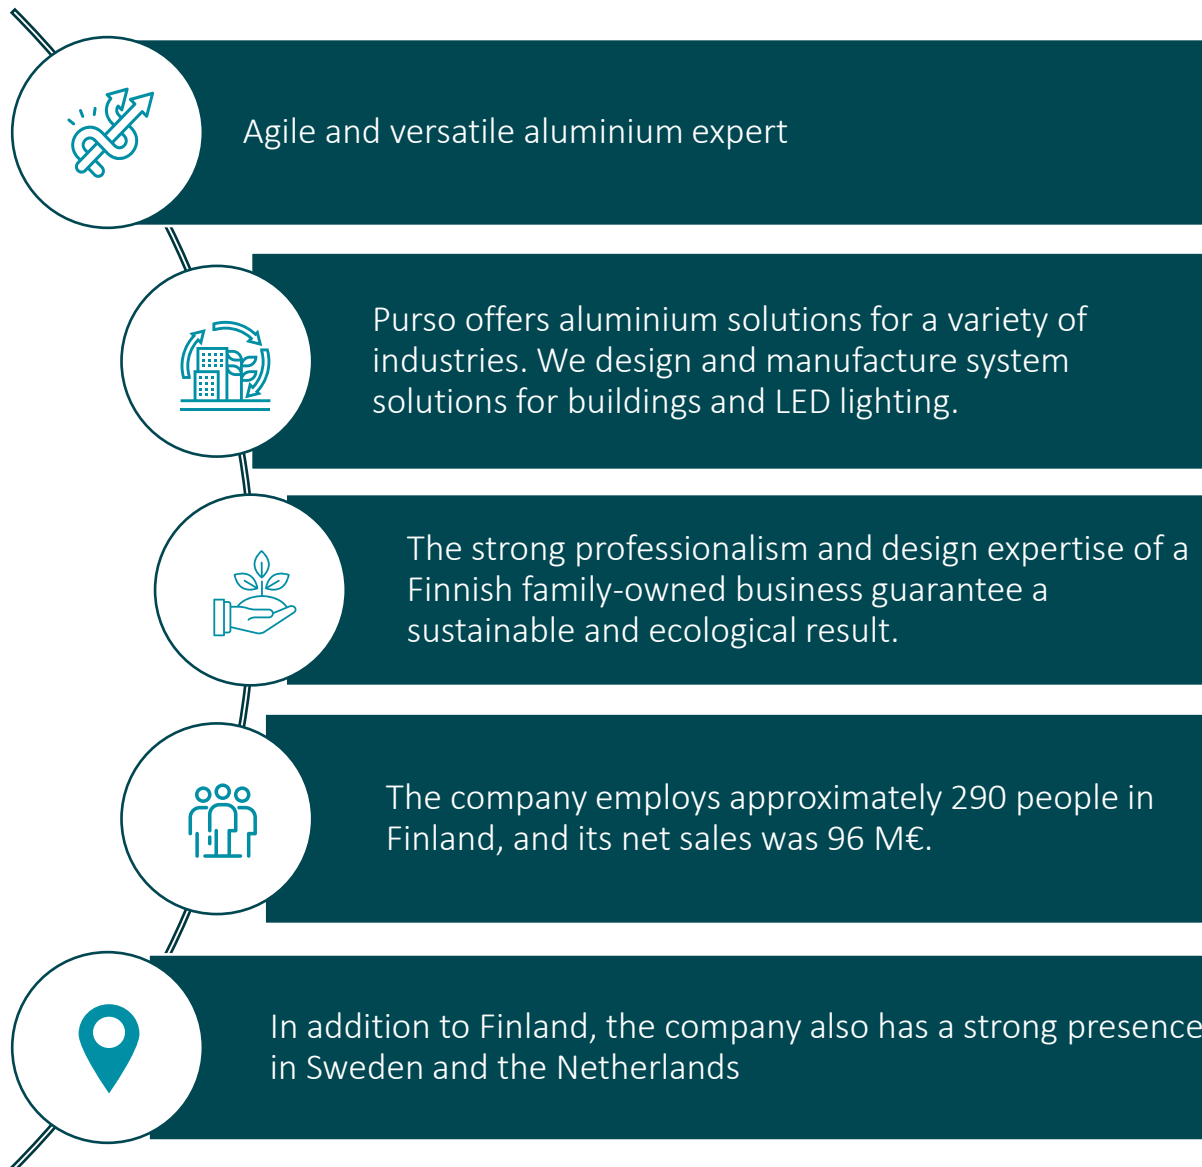 Agile and versatile aluminium expert
Purso offers aluminium solutions for a variety of
industries. We design and manufacture system
solutions for buildings and LED lighting.
The strong professionalism and design expertise of a
Finnish family-owned business guarantee a
sustainable and ecological result.
The company employs approximately 290 people in
Finland, and its net sales was 96 M€.
In addition to Finland, the company also has a strong presence
in Sweden and the Netherlands